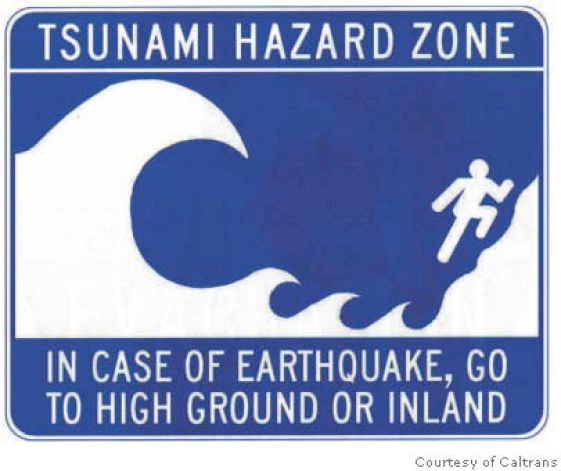 TSUNAMI HAZARD ZONE
IN CASE OF EARTHQUAKE, GO
TO HIGH GROUND OR INLAND
Courtesy of Caltrans